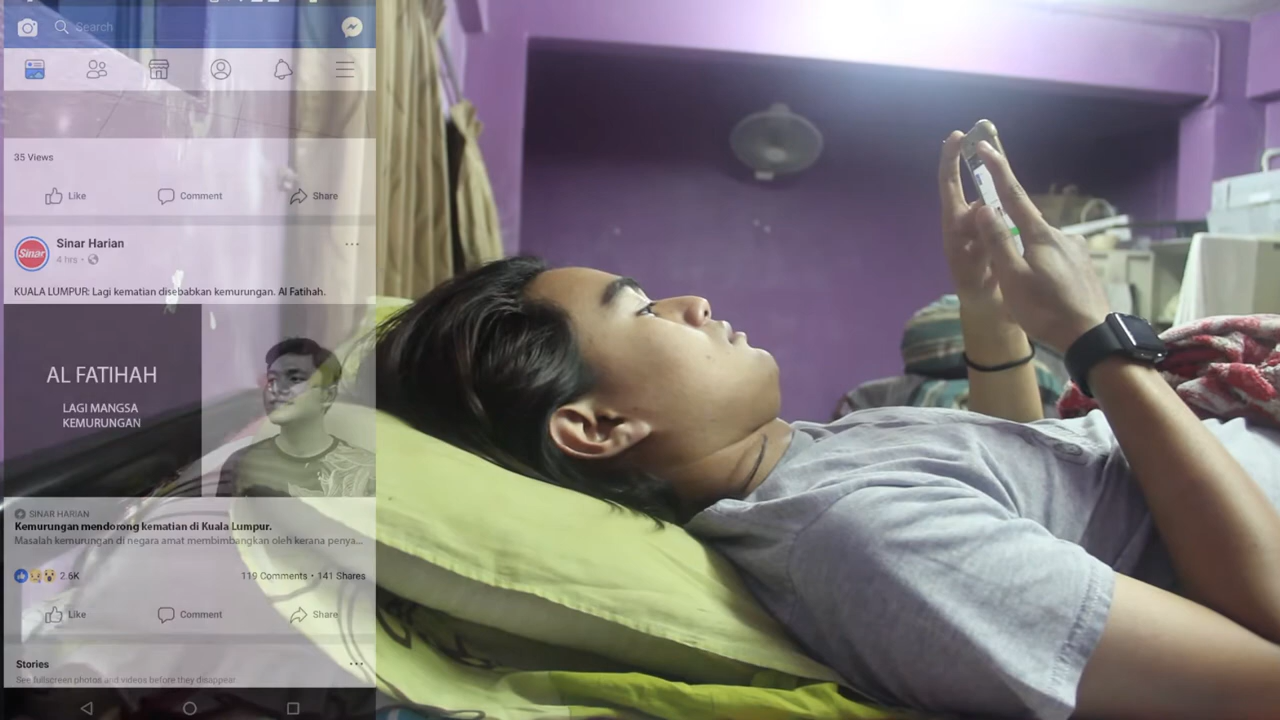 Search
35 Views
Like Comment Share
Sinar
Sinar Harian
4 hrs
KUALA LUMPUR: Lagi kematian disebabkan kemurungan. Al Fatihah.
AL FATIHAH
LAGI MANGSA
KEMURUNGAN
SINAR HARIAN
Kemurungan mendorong kematian di Kuala Lumpur.
Masalah kemurungan di negara amat membimbangkan oleh kerana penya...
2.6K 119 Comments • 141 Shares
Like Comment Share
Stories
See fullscreen photos and videos before they disappear